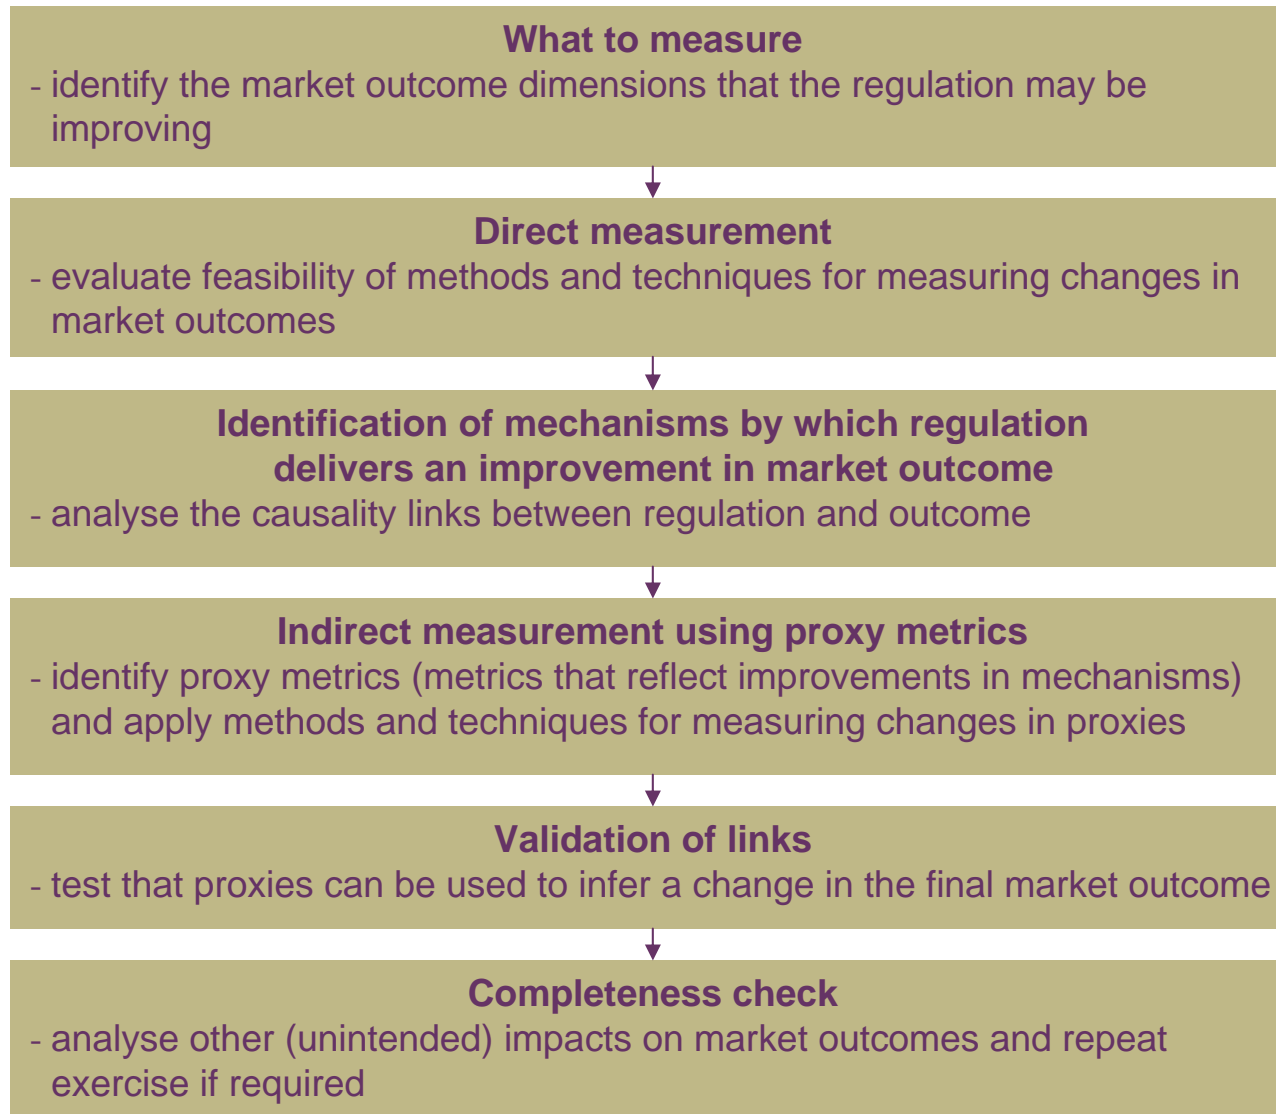 What to measure
- identify the market outcome dimensions that the regulation may be
improving
Direct measurement
- evaluate feasibility of methods and techniques for measuring changes in
market outcomes
Identification of mechanisms by which regulation
delivers an improvement in market outcome
- analyse the causality links between regulation and outcome
Indirect measurement using proxy metrics
- identify proxy metrics (metrics that reflect improvements in mechanisms)
and apply methods and techniques for measuring changes in proxies
Validation of links
- test that proxies can be used to infer a change in the final market outcome
Completeness check
- analyse other (unintended) impacts on market outcomes and repeat
exercise if required